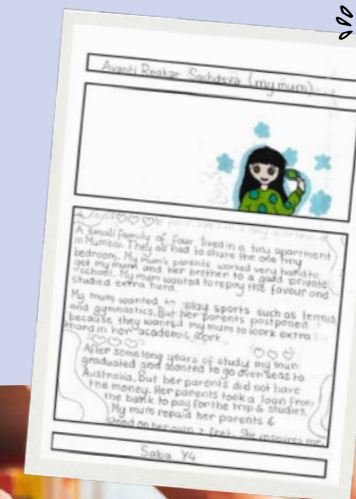 Avanti Reakar Sachdeva (my mum)
A small family of four lived in a tiny apartment
in Mumbai. They all had to share the one tiny
bedroom. My mum's parents worked very hard to
get my mum and her brother to a good private
school. My mum wanted to repay the favour and
studied extra hard.
My mum wanted to play sports such as tennis
and gymnastics. But her parents postponed
because they wanted my mum to work extra
hard in her academic work.
After some long years of study my mum
graduated and wanted to go overseas to
Australia. But her parents did not have
the money. Her parents took a loan from
the bank to pay for the trip & studies.
My mum repaid her parents &
stood on her own 2 feet. She inspires me.
Saba Y4